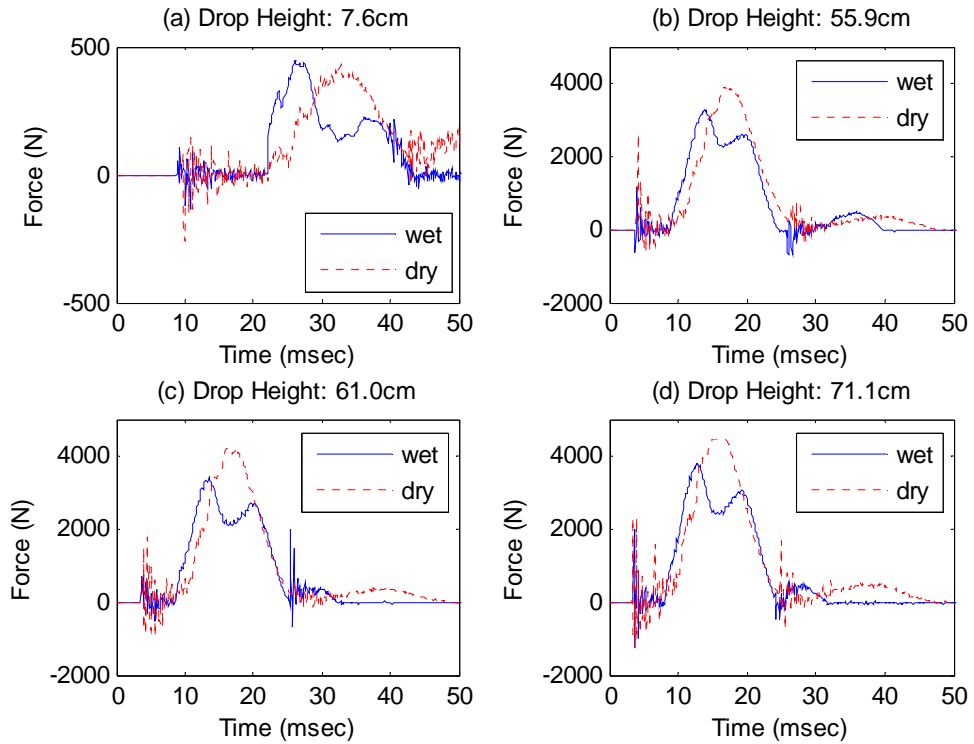 (a) Drop Height: 7.6cm
500
0
-500
Force (N)
wet
dry
0 10 20 30 40 50
Time (msec)
(b) Drop Height: 55.9cm
4000
2000
0
-2000
Force (N)
wet
dry
0 10 20 30 40 50
Time (msec)
(c) Drop Height: 61.0cm
4000
2000
0
-2000
Force (N)
wet
dry
0 10 20 30 40 50
Time (msec)
(d) Drop Height: 71.1cm
4000
2000
0
-2000
Force (N)
wet
dry
0 10 20 30 40 50
Time (msec)